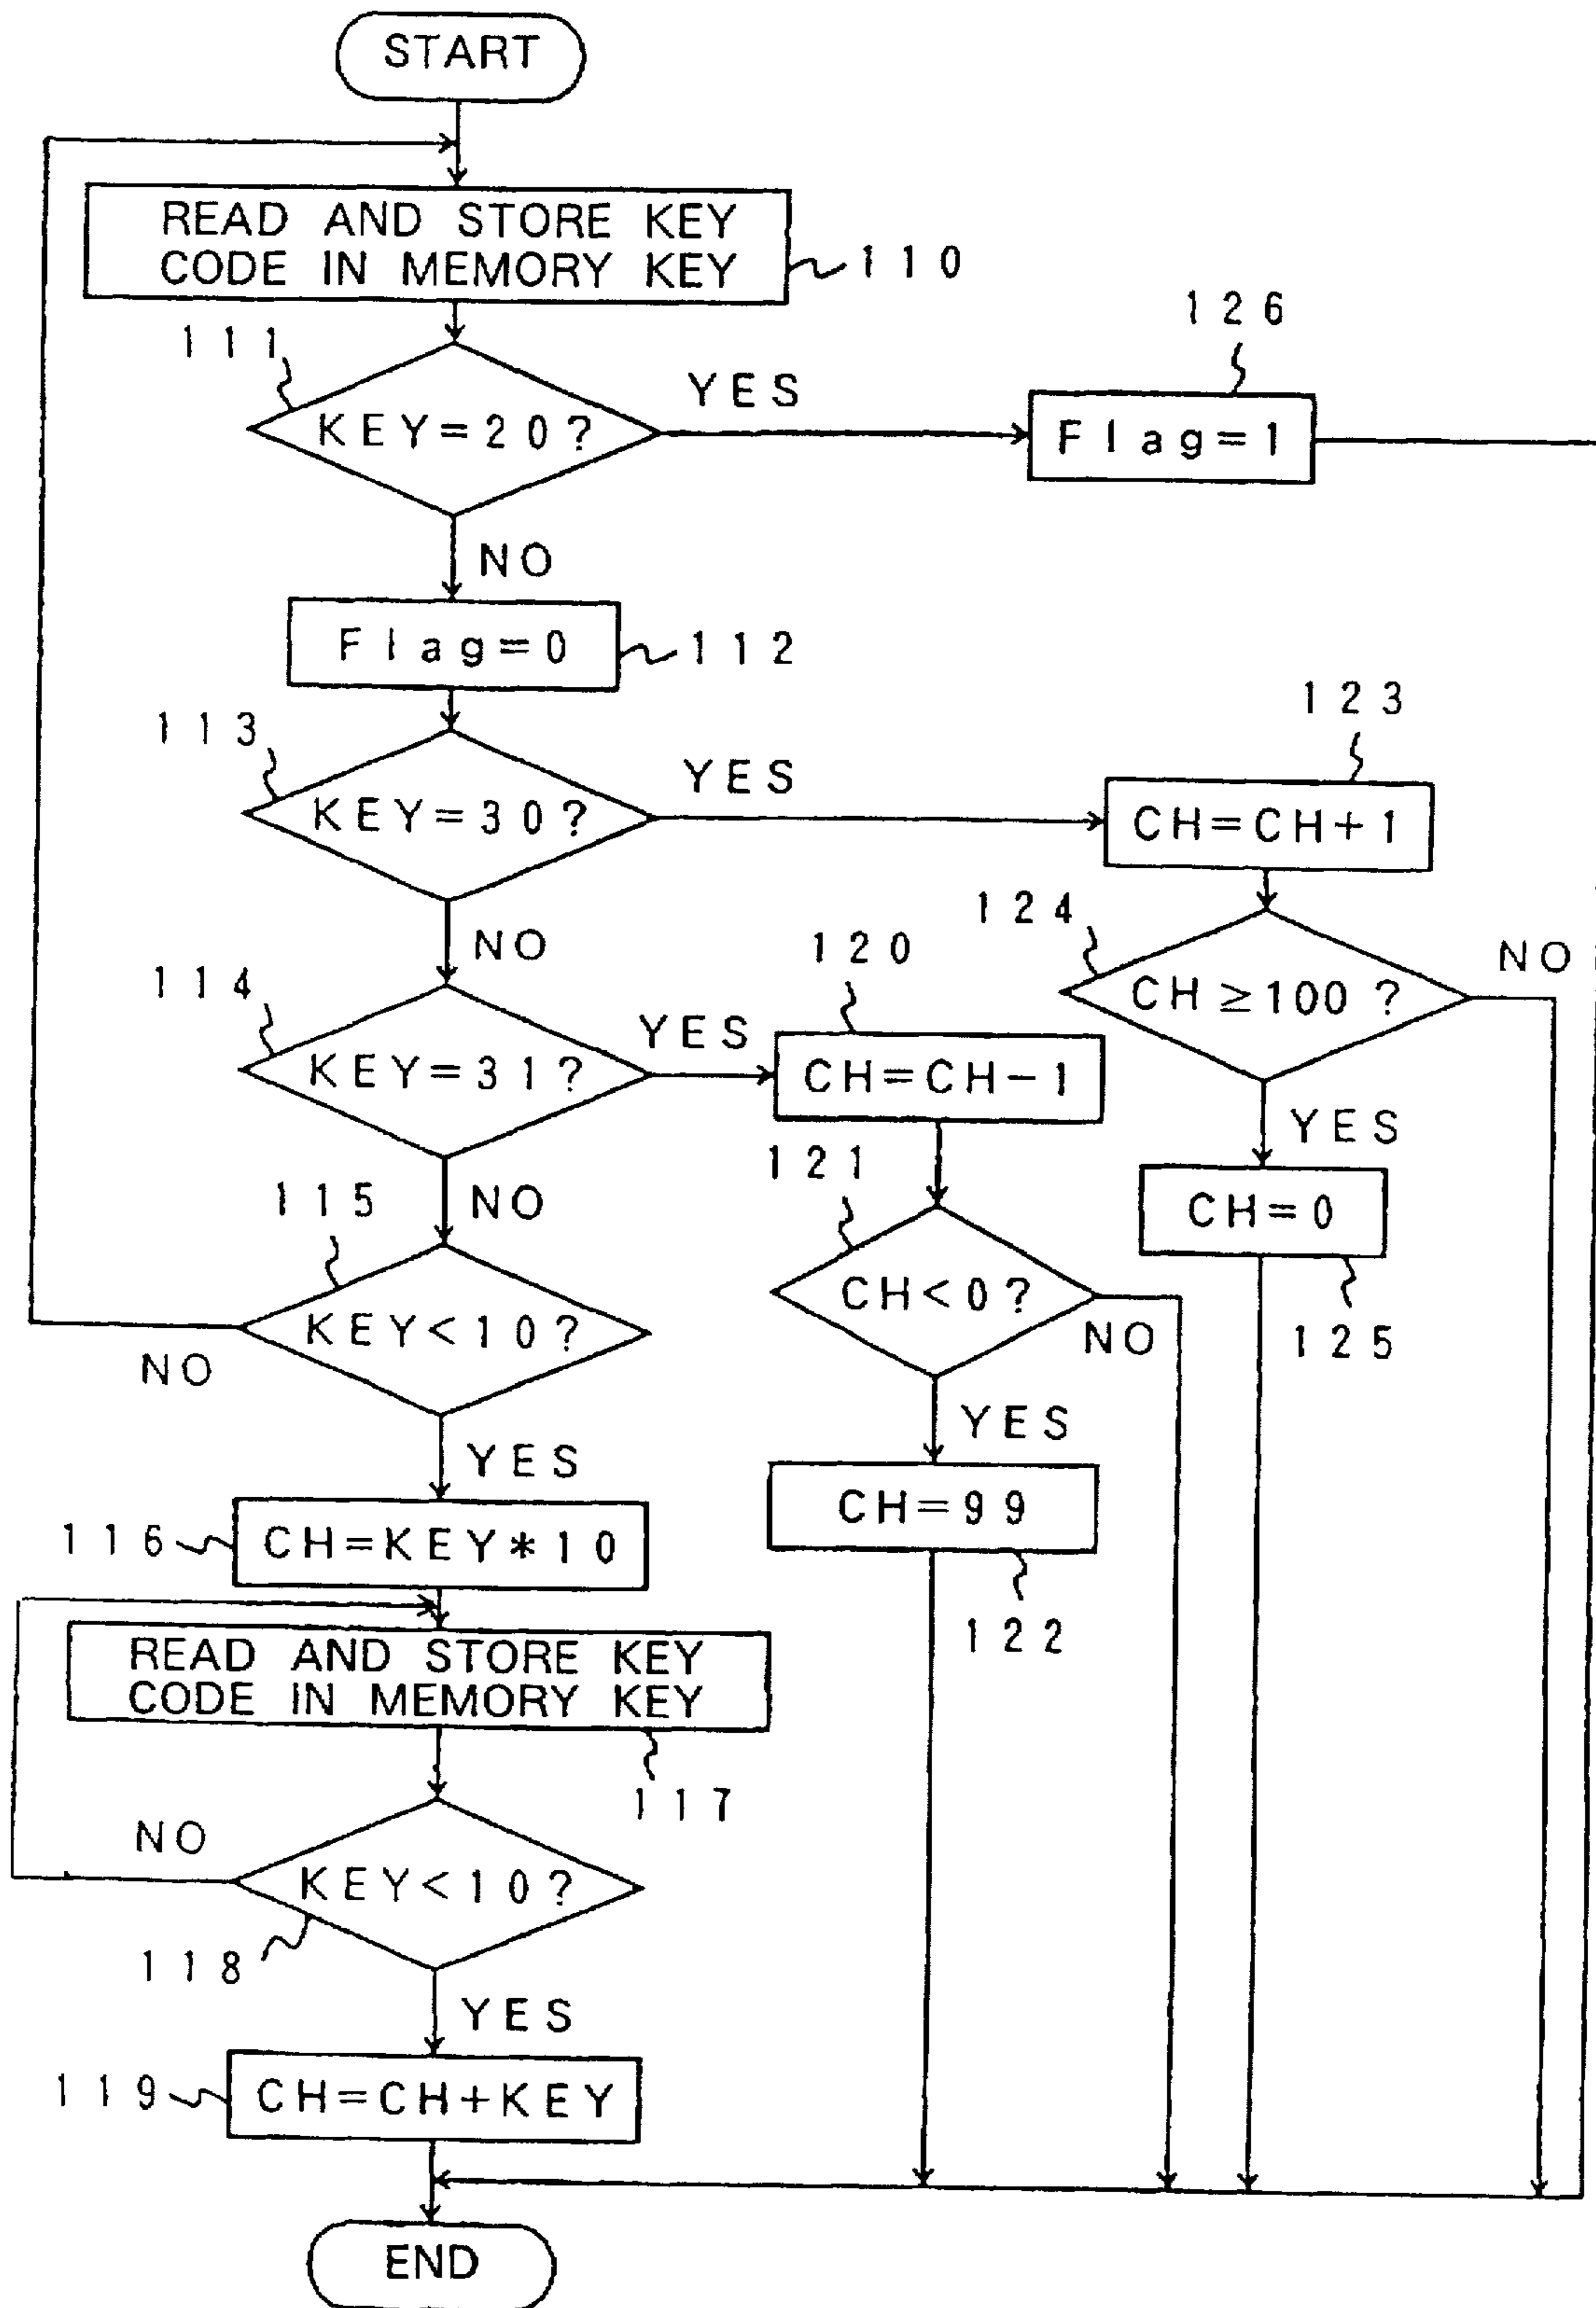 START
READ AND STORE KEY
CODE IN MEMORY KEY
110
111
KEY=20?
YES
126
Flag=1
NO
Flag=0
112
113
KEY=30?
YES
123
CH=CH+1
NO
124
CH≥100?
NO
114
KEY=31?
YES
120
CH=CH-1
YES
CH=0
125
NO
121
CH<0?
NO
115
KEY<10?
NO
YES
CH=99
122
YES
116
CH=KEY*10
READ AND STORE KEY
CODE IN MEMORY KEY
117
NO
KEY<10?
118
YES
119
CH=CH+KEY
END